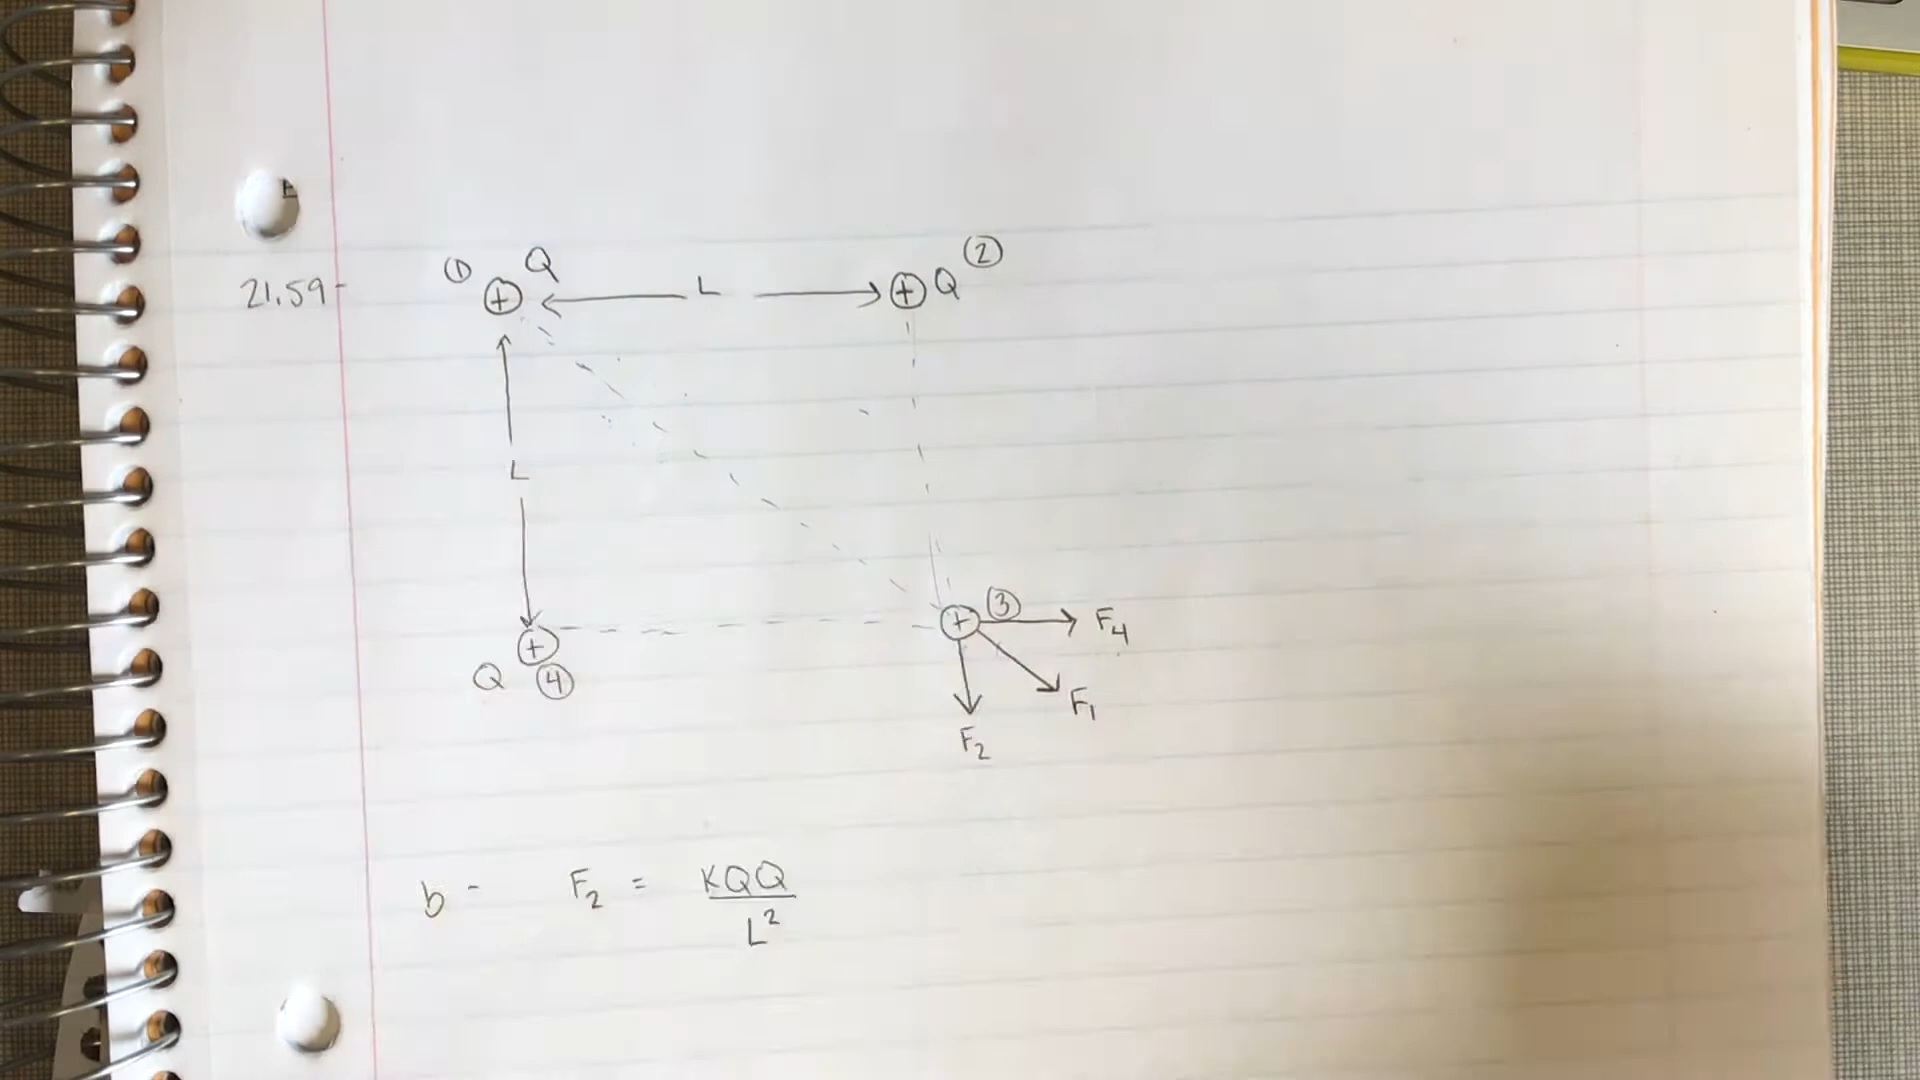 ① Q L + Q ②
21.59-
L
+ ③ F4
+
Q ④ F1
F2
b - F2 = KQQ
L²